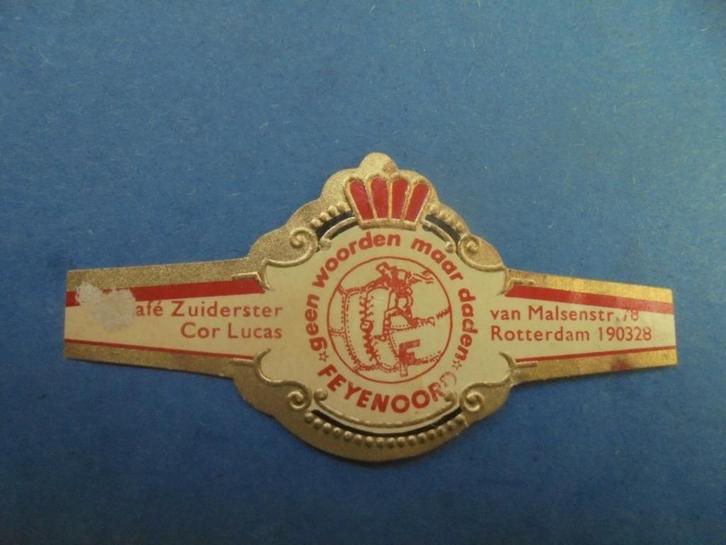 afé Zuiderster
Cor Lucas
geen woorden maar daden
FEYENOORD
van Malsenstr. 78
Rotterdam 190328